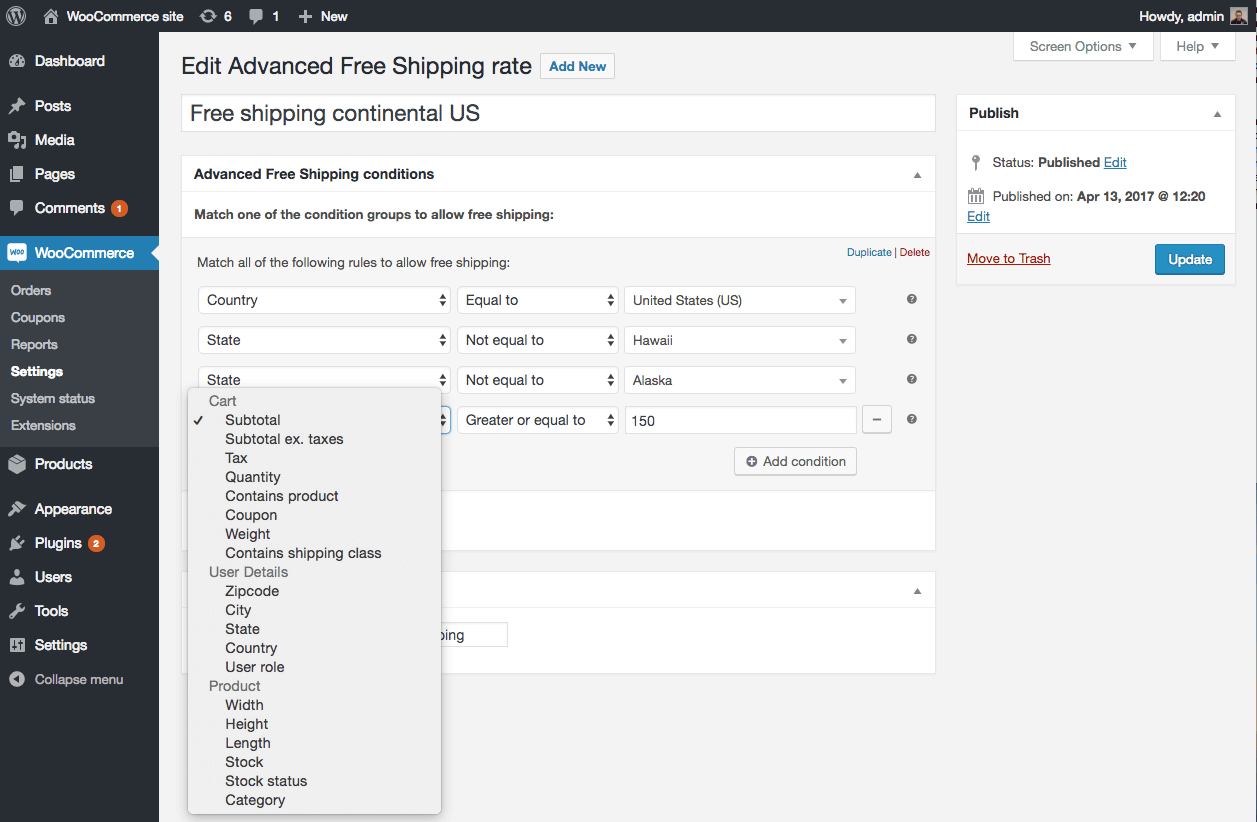 WooCommerce site 6 1 New Howdy, admin
Screen Options Help
Dashboard
Posts
Media
Pages
Comments 1
WooCommerce
Orders
Coupons
Reports
Settings
System status
Extensions
Products
Appearance
Plugins 2
Users
Tools
Settings
Collapse menu
Edit Advanced Free Shipping rate Add New
Free shipping continental US
Advanced Free Shipping conditions
Match one of the condition groups to allow free shipping:
Duplicate | Delete
Match all of the following rules to allow free shipping:
Country Equal to United States (US)
State Not equal to Hawaii
State Not equal to Alaska
Greater or equal to 150
Add condition
Cart
Subtotal
Subtotal ex. taxes
Tax
Quantity
Contains product
Coupon
Weight
Contains shipping class
User Details
Zipcode
City
State
Country
User role
Product
Width
Height
Length
Stock
Stock status
Category
Publish
Status: Published Edit
Published on: Apr 13, 2017 @ 12:20
Edit
Move to Trash Update